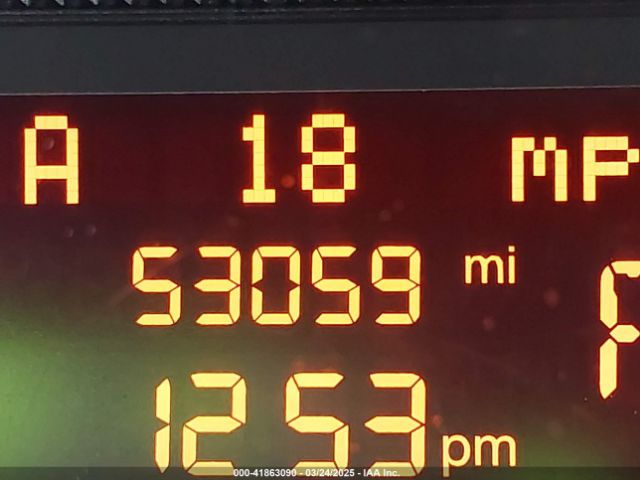 A 18 mp
53059 mi
12 53 pm
000-41863090 - 03/24/2025 - IAA Inc.